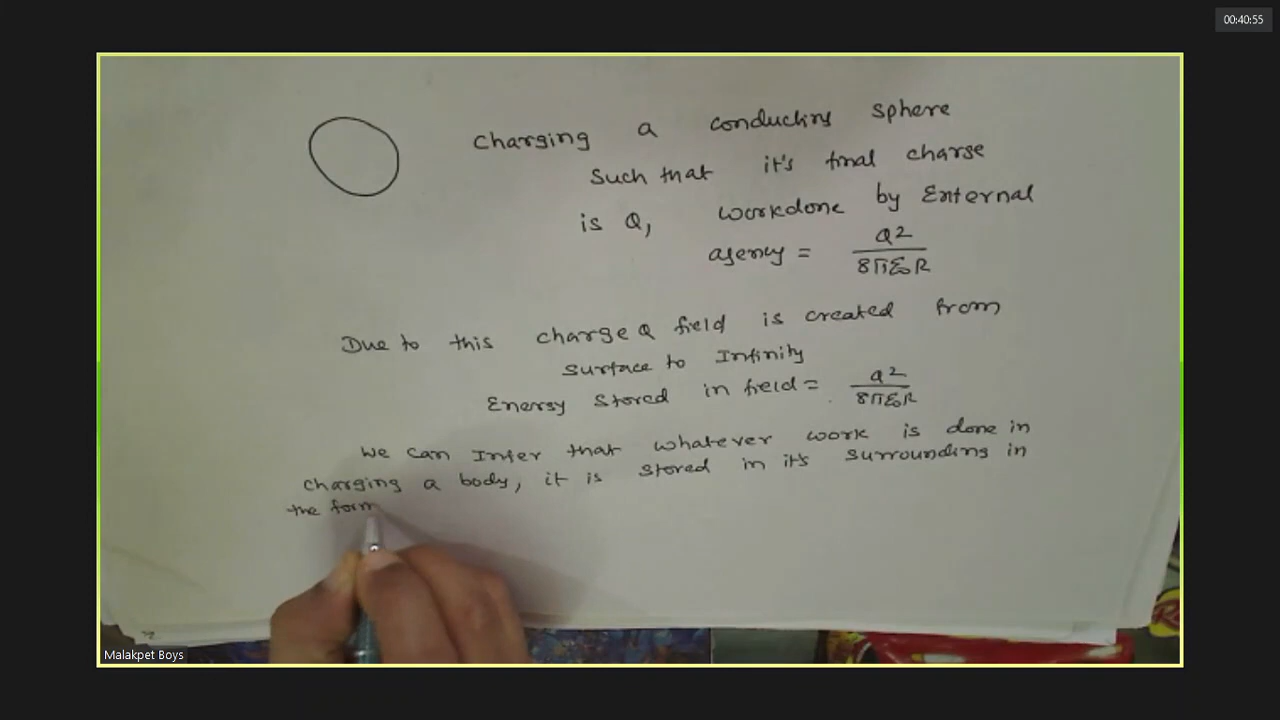 00:40:55
Charging a conducting sphere
Such that it's final charge
is Q, workdone by External
agency = Q2/8πε0R
Due to this charge Q field is created from
Surface to Infinity
Energy Stored in field = Q2/8πε0R
We can Infer that whatever work is done in
charging a body, it is stored in it's surrounding in
the form
Malakpet Boys